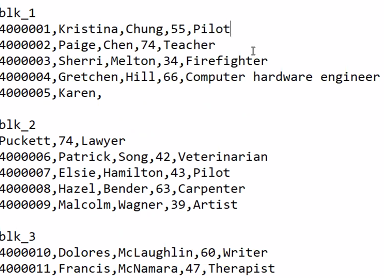 blk_1
4000001,Kristina,Chung,55,Pilot
4000002,Paige,Chen,74,Teacher
4000003,Sherri,Melton,34,Firefighter
4000004,Gretchen,Hill,66,Computer hardware engineer
4000005,Karen,
blk_2
Puckett,74,Lawyer
4000006,Patrick,Song,42,Veterinarian
4000007,Elsie,Hamilton,43,Pilot
4000008,Hazel,Bender,63,Carpenter
4000009,Malcolm,Wagner,39,Artist
blk_3
4000010,Dolores,McLaughlin,60,Writer
4000011,Francis,McNamara,47,Therapist